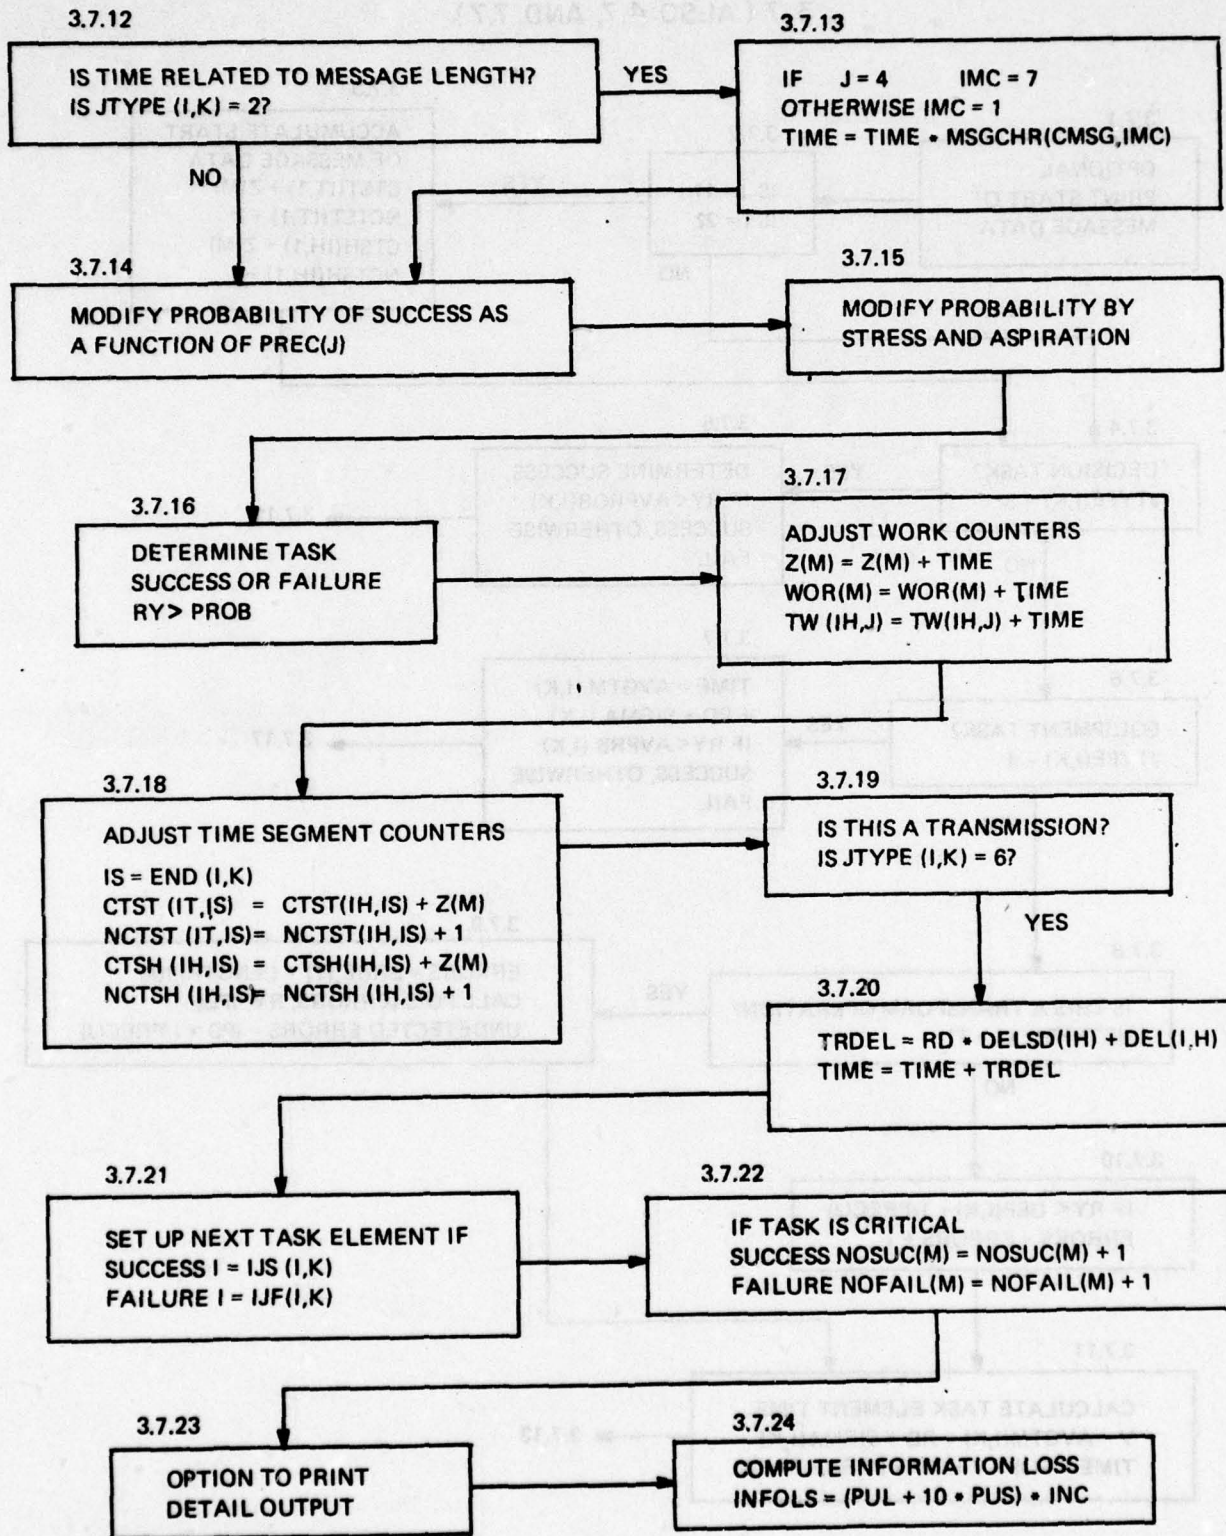 3.7.12
IS TIME RELATED TO MESSAGE LENGTH?
IS JTYPE (I,K) = 2?
YES
NO
3.7.13
IF J = 4 IMC = 7
OTHERWISE IMC = 1
TIME = TIME * MSGCHR(CMSG,IMC)
3.7.14
MODIFY PROBABILITY OF SUCCESS AS
A FUNCTION OF PREC(J)
3.7.15
MODIFY PROBABILITY BY
STRESS AND ASPIRATION
3.7.16
DETERMINE TASK
SUCCESS OR FAILURE
RY> PROB
3.7.17
ADJUST WORK COUNTERS
Z(M) = Z(M) + TIME
WOR(M) = WOR(M) + TIME
TW (IH,J) = TW(IH,J) + TIME
3.7.18
ADJUST TIME SEGMENT COUNTERS
IS = END (I,K)
CTST (IT,IS) = CTST(IH,IS) + Z(M)
NCTST (IT,IS)= NCTST(IH,IS) + 1
CTSH (IH,IS) = CTSH(IH,IS) + Z(M)
NCTSH (IH,IS)= NCTSH (IH,IS) + 1
3.7.19
IS THIS A TRANSMISSION?
IS JTYPE (I,K) = 6?
YES
3.7.20
TRDEL = RD * DELSD(IH) + DEL(I,H)
TIME = TIME + TRDEL
3.7.21
SET UP NEXT TASK ELEMENT IF
SUCCESS I = IJS (I,K)
FAILURE I = IJF(I,K)
3.7.22
IF TASK IS CRITICAL
SUCCESS NOSUC(M) = NOSUC(M) + 1
FAILURE NOFAIL(M) = NOFAIL(M) + 1
3.7.23
OPTION TO PRINT
DETAIL OUTPUT
3.7.24
COMPUTE INFORMATION LOSS
INFOLS = (PUL + 10 * PUS) * INC